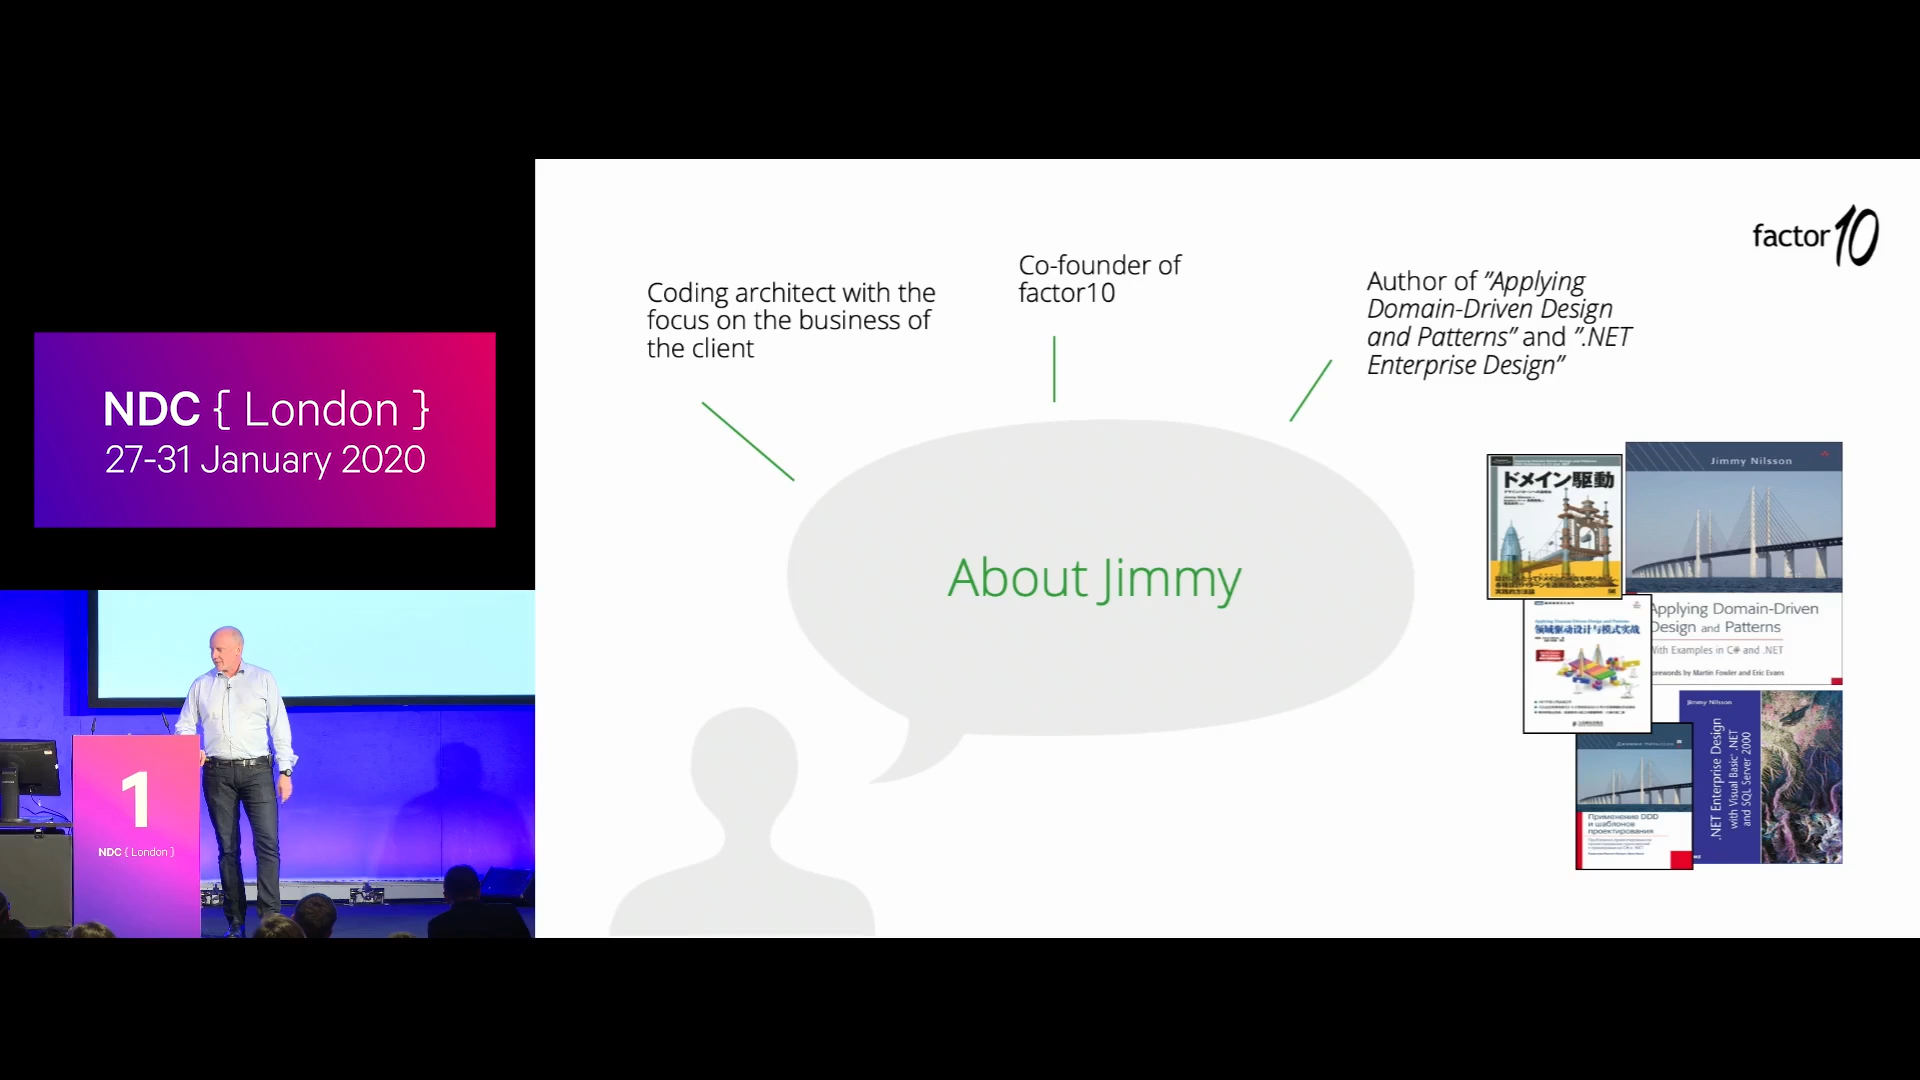 NDC { London }
27-31 January 2020
1
NDC { London }
factor10
Coding architect with the
focus on the business of
the client
Co-founder of
factor10
Author of ”Applying
Domain-Driven Design
and Patterns” and ”.NET
Enterprise Design”
About Jimmy
ドメイン駆動
Jimmy Nilsson
Applying Domain-Driven
Design and Patterns
With Examples in C# and .NET
Forewords by Martin Fowler and Eric Evans
领域驱动设计与模式实战
Jimmy Nilsson
.NET Enterprise Design
with Visual Basic .NET
and SQL Server 2000
Применение DDD
и шаблонов
проектирования